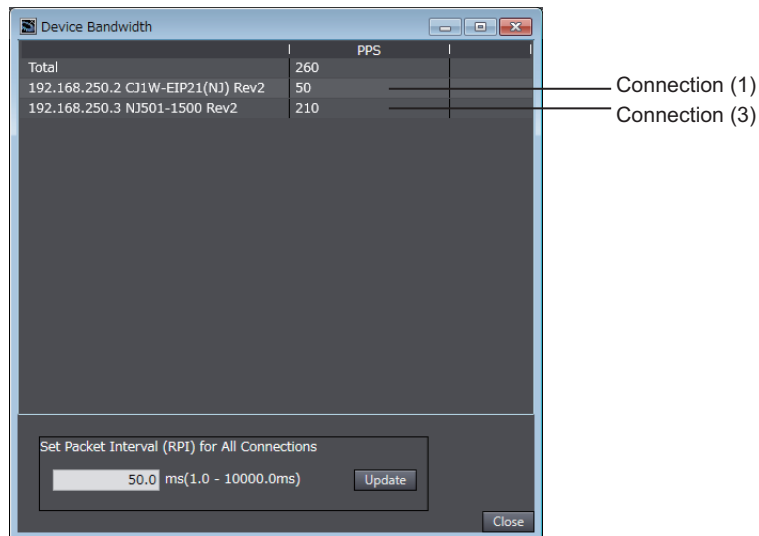 Device Bandwidth
PPS
Total 260
192.168.250.2 CJ1W-EIP21(NJ) Rev2 50
Connection (1)
192.168.250.3 NJ501-1500 Rev2 210
Connection (3)
Set Packet Interval (RPI) for All Connections
50.0 ms(1.0 - 10000.0ms) Update
Close